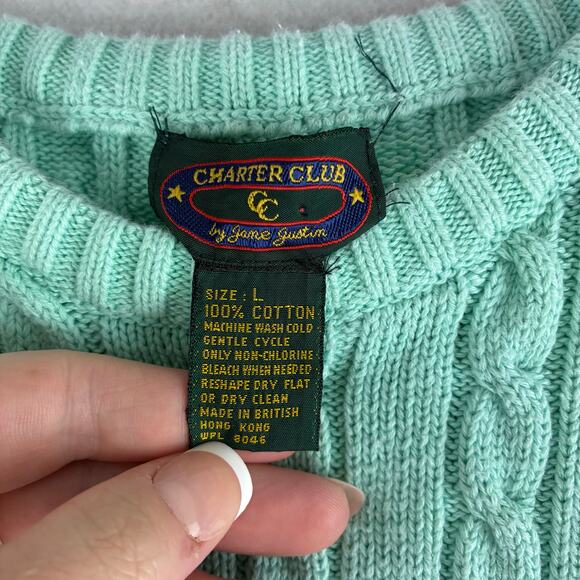 CHARTER CLUB
CC
by Jane Justin
SIZE: L
100% COTTON
MACHINE WASH COLD
GENTLE CYCLE
ONLY NON-CHLORINE
BLEACH WHEN NEEDED
RESHAPE DRY FLAT
OR DRY CLEAN
MADE IN BRITISH
HONG KONG
WPL 8046